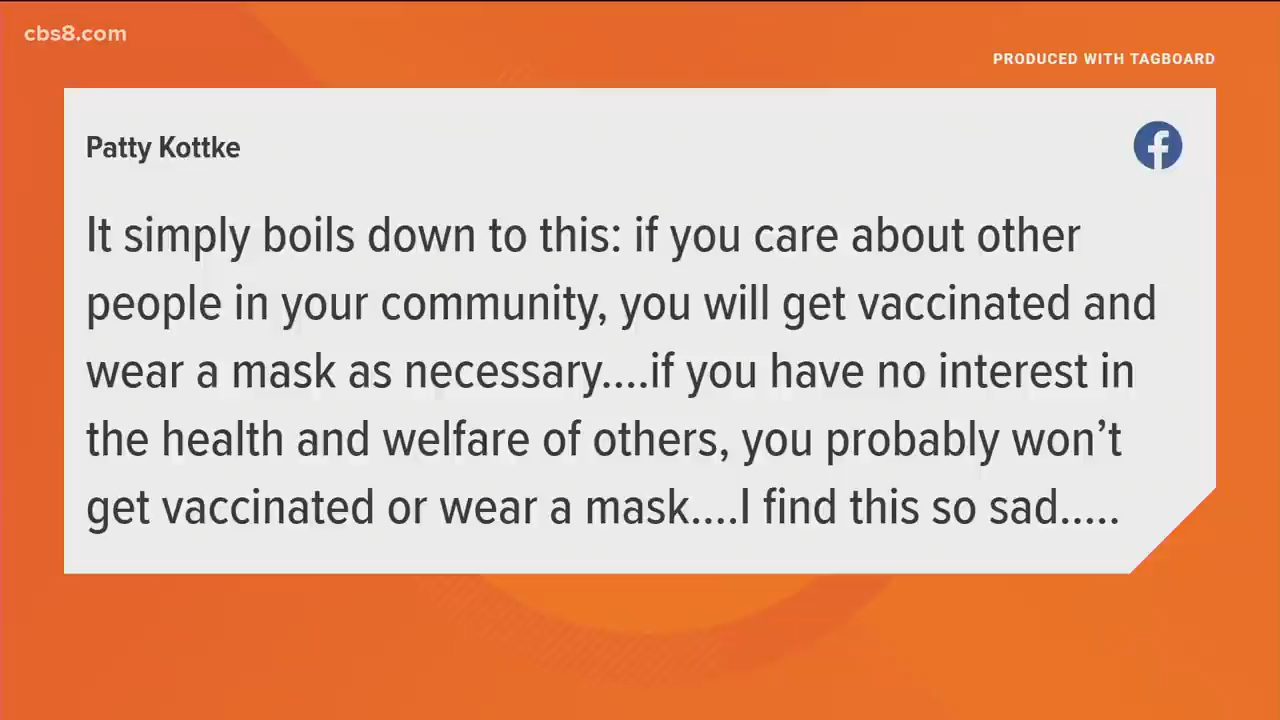 cbs8.com
PRODUCED WITH TAGBOARD
Patty Kottke
It simply boils down to this: if you care about other
people in your community, you will get vaccinated and
wear a mask as necessary....if you have no interest in
the health and welfare of others, you probably won’t
get vaccinated or wear a mask....I find this so sad.....